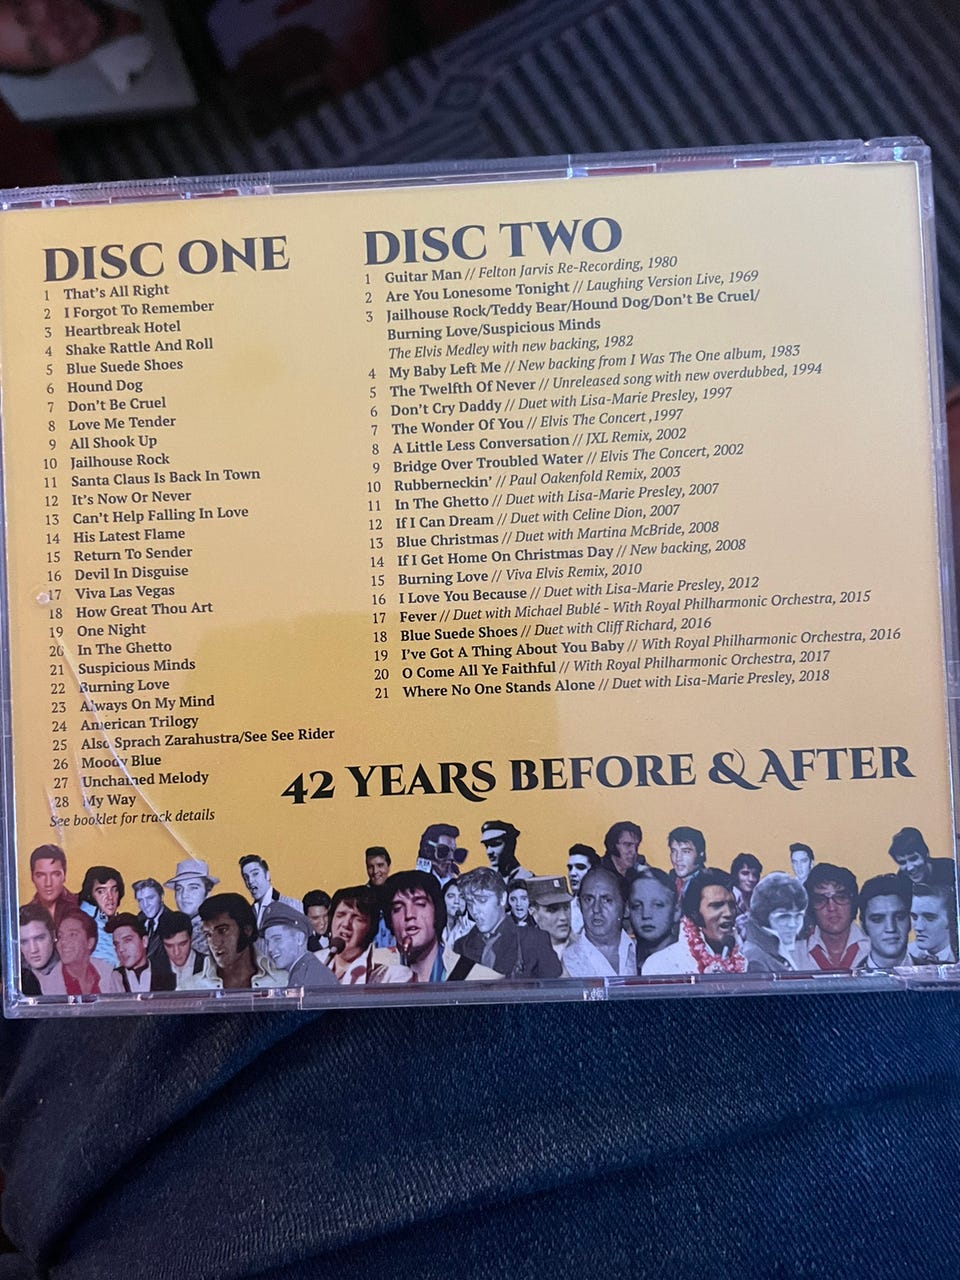 DISC ONE
1 That's All Right
2 I Forgot To Remember
3 Heartbreak Hotel
4 Shake Rattle And Roll
5 Blue Suede Shoes
6 Hound Dog
7 Don't Be Cruel
8 Love Me Tender
9 All Shook Up
10 Jailhouse Rock
11 Santa Claus Is Back In Town
12 It's Now Or Never
13 Can't Help Falling In Love
14 His Latest Flame
15 Return To Sender
16 Devil In Disguise
17 Viva Las Vegas
18 How Great Thou Art
19 One Night
20 In The Ghetto
21 Suspicious Minds
22 Burning Love
23 Always On My Mind
24 American Trilogy
25 Also Sprach Zarahustra/See See Rider
26 Moody Blue
27 Unchained Melody
28 My Way
See booklet for track details
DISC TWO
1 Guitar Man // Felton Jarvis Re-Recording, 1980
2 Are You Lonesome Tonight // Laughing Version Live, 1969
3 Jailhouse Rock/Teddy Bear/Hound Dog/Don't Be Cruel/
Burning Love/Suspicious Minds
The Elvis Medley with new backing, 1982
4 My Baby Left Me // New backing from I Was The One album, 1983
5 The Twelfth Of Never // Unreleased song with new overdubbed, 1994
6 Don't Cry Daddy // Duet with Lisa-Marie Presley, 1997
7 The Wonder Of You // Elvis The Concert ,1997
8 A Little Less Conversation // JXL Remix, 2002
9 Bridge Over Troubled Water // Elvis The Concert, 2002
10 Rubberneckin' // Paul Oakenfold Remix, 2003
11 In The Ghetto // Duet with Lisa-Marie Presley, 2007
12 If I Can Dream // Duet with Celine Dion, 2007
13 Blue Christmas // Duet with Martina McBride, 2008
14 If I Get Home On Christmas Day // New backing, 2008
15 Burning Love // Viva Elvis Remix, 2010
16 I Love You Because // Duet with Lisa-Marie Presley, 2012
17 Fever // Duet with Michael Bublé - With Royal Philharmonic Orchestra, 2015
18 Blue Suede Shoes // Duet with Cliff Richard, 2016
19 I've Got A Thing About You Baby // With Royal Philharmonic Orchestra, 2016
20 O Come All Ye Faithful // With Royal Philharmonic Orchestra, 2017
21 Where No One Stands Alone // Duet with Lisa-Marie Presley, 2018
42 YEARS BEFORE & AFTER